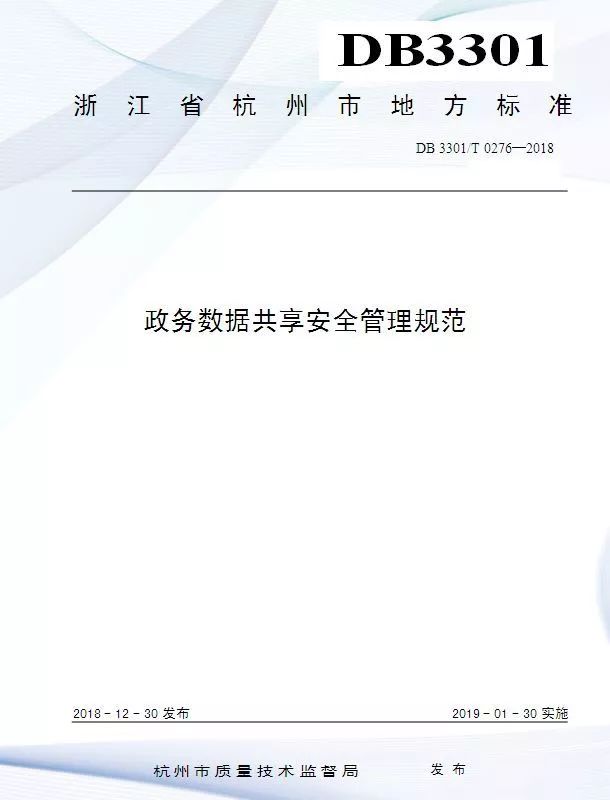 DB3301
浙江省杭州市地方标准
DB 3301/T 0276—2018
政务数据共享安全管理规范
2018－12－30 发布
2019－01－30 实施
杭州市质量技术监督局 发布